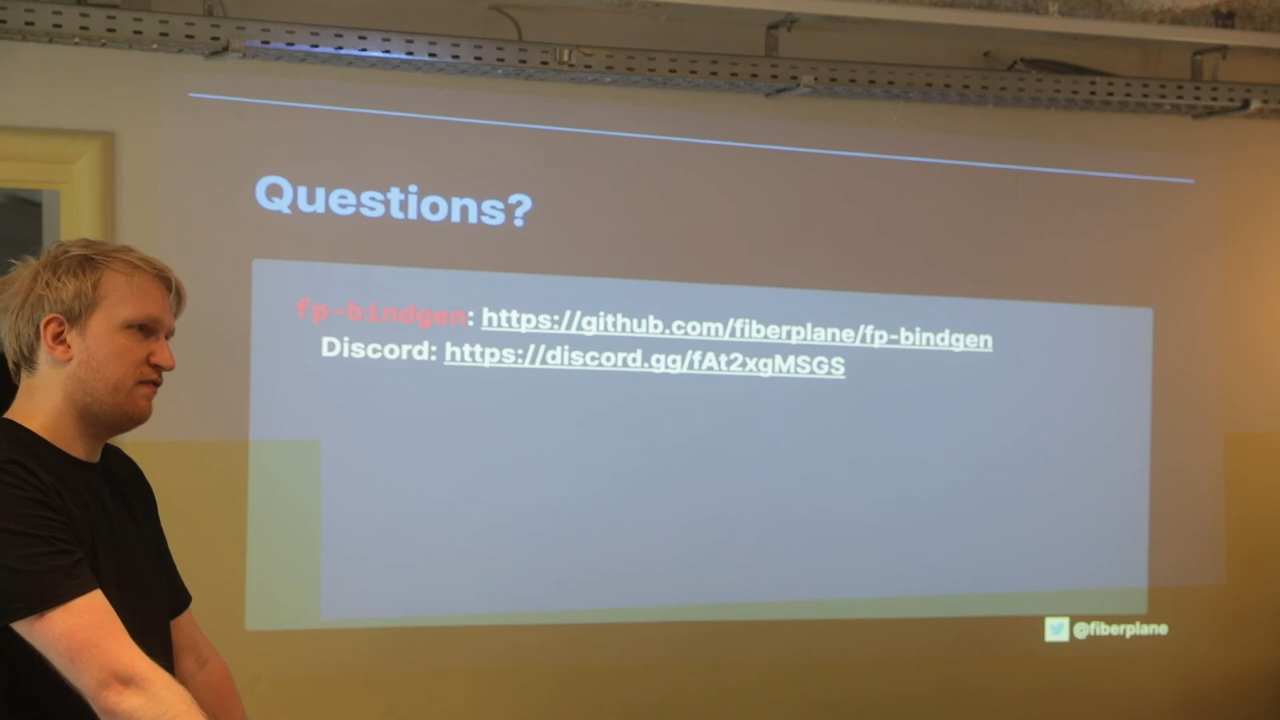 Questions?
fp-bindgen: https://github.com/fiberplane/fp-bindgen
Discord: https://discord.gg/fAt2xgMSGS
@fiberplane